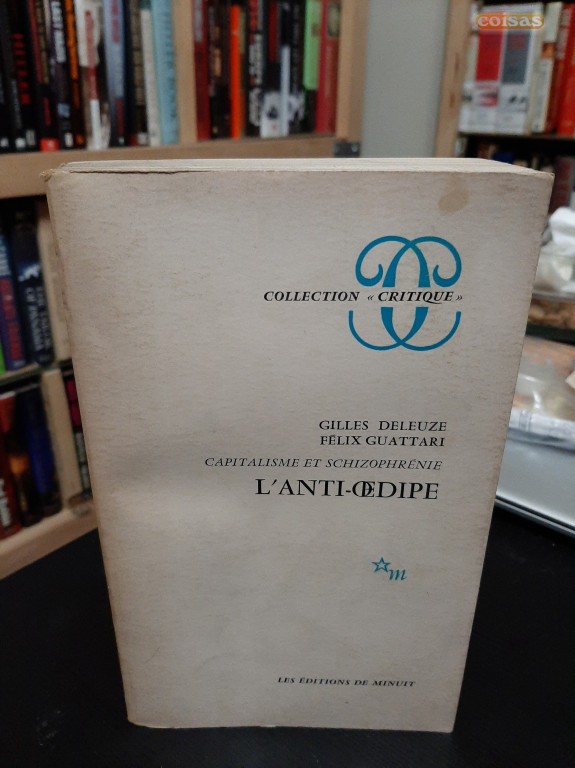 coisas
COLLECTION « CRITIQUE »
GILLES DELEUZE
FÉLIX GUATTARI
CAPITALISME ET SCHIZOPHRÉNIE
L'ANTI-ŒDIPE
m
LES ÉDITIONS DE MINUIT